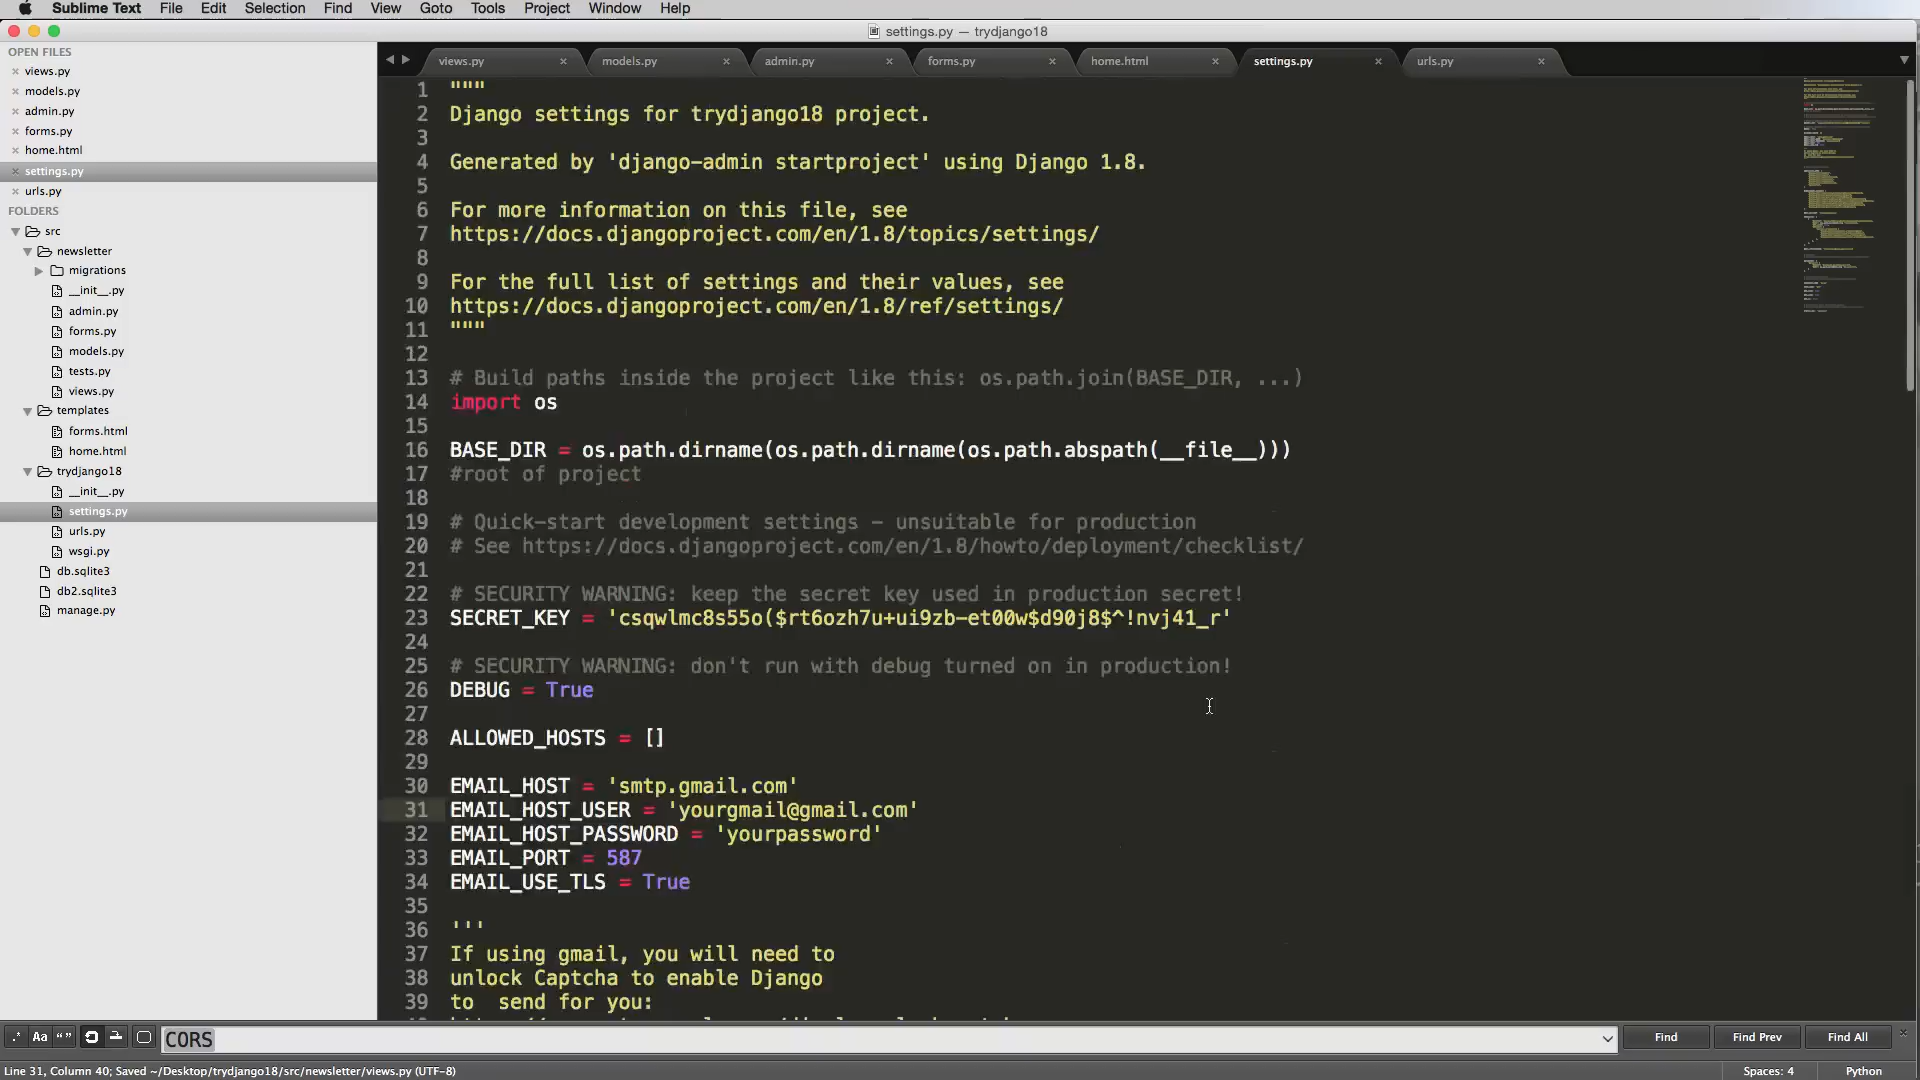 Sublime Text File Edit Selection Find View Goto Tools Project Window Help
settings.py — trydjango18
OPEN FILES
views.py
models.py
admin.py
forms.py
home.html
settings.py
urls.py
FOLDERS
src
newsletter
migrations
__init__.py
admin.py
forms.py
models.py
tests.py
views.py
templates
forms.html
home.html
trydjango18
__init__.py
settings.py
urls.py
wsgi.py
db.sqlite3
db2.sqlite3
manage.py
views.py models.py admin.py forms.py home.html settings.py urls.py
1 """
2 Django settings for trydjango18 project.
3
4 Generated by 'django-admin startproject' using Django 1.8.
5
6 For more information on this file, see
7 https://docs.djangoproject.com/en/1.8/topics/settings/
8
9 For the full list of settings and their values, see
10 https://docs.djangoproject.com/en/1.8/ref/settings/
11 """
12
13 # Build paths inside the project like this: os.path.join(BASE_DIR, ...)
14 import os
15
16 BASE_DIR = os.path.dirname(os.path.dirname(os.path.abspath(__file__)))
17 #root of project
18
19 # Quick-start development settings - unsuitable for production
20 # See https://docs.djangoproject.com/en/1.8/howto/deployment/checklist/
21
22 # SECURITY WARNING: keep the secret key used in production secret!
23 SECRET_KEY = 'csqwlmc8s55o($rt6ozh7u+ui9zb-et00w$d90j8$^!nvj41_r'
24
25 # SECURITY WARNING: don't run with debug turned on in production!
26 DEBUG = True
27
28 ALLOWED_HOSTS = []
29
30 EMAIL_HOST = 'smtp.gmail.com'
31 EMAIL_HOST_USER = 'yourgmail@gmail.com'
32 EMAIL_HOST_PASSWORD = 'yourpassword'
33 EMAIL_PORT = 587
34 EMAIL_USE_TLS = True
35
36 '''
37 If using gmail, you will need to
38 unlock Captcha to enable Django
39 to  send for you:
.* Aa “ ” CORS Find Find Prev Find All
Line 31, Column 40; Saved ~/Desktop/trydjango18/src/newsletter/views.py (UTF-8) Spaces: 4 Python